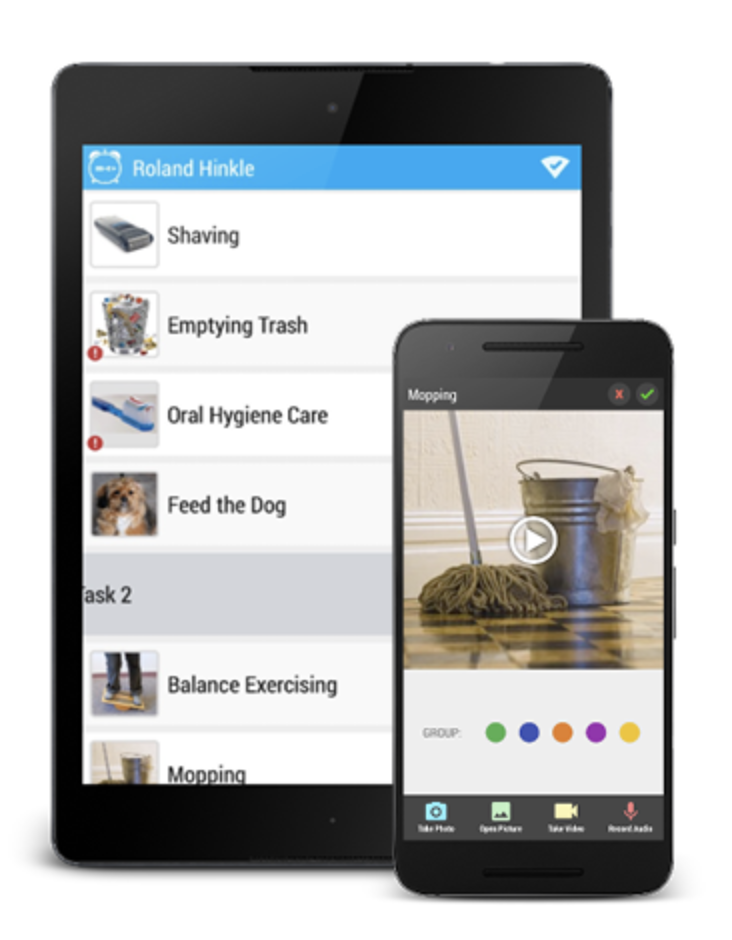 Roland Hinkle
Shaving
Emptying Trash
Oral Hygiene Care
Feed the Dog
Task 2
Balance Exercising
Mopping
Mopping
GROUP:
Take Photo
Open Picture
Take Video
Record Audio